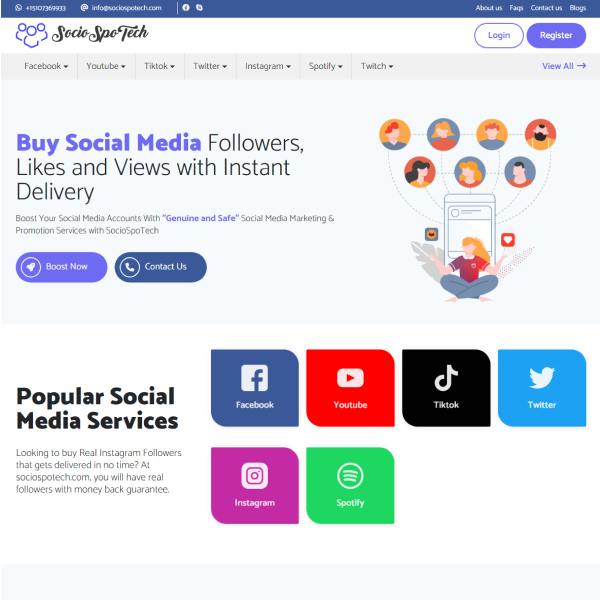 +15107369933 info@sociospotech.com About us Faqs Contact us Blogs
SocioSpoTech Login Register
Facebook Youtube Tiktok Twitter Instagram Spotify Twitch View All
Buy Social Media Followers,
Likes and Views with Instant
Delivery
Boost Your Social Media Accounts With "Genuine and Safe" Social Media Marketing &
Promotion Services with SocioSpoTech
Boost Now Contact Us
Popular Social
Media Services
Looking to buy Real Instagram Followers
that gets delivered in no time? At
sociospotech.com, you will have real
followers with money back guarantee.
Facebook Youtube Tiktok Twitter
Instagram Spotify